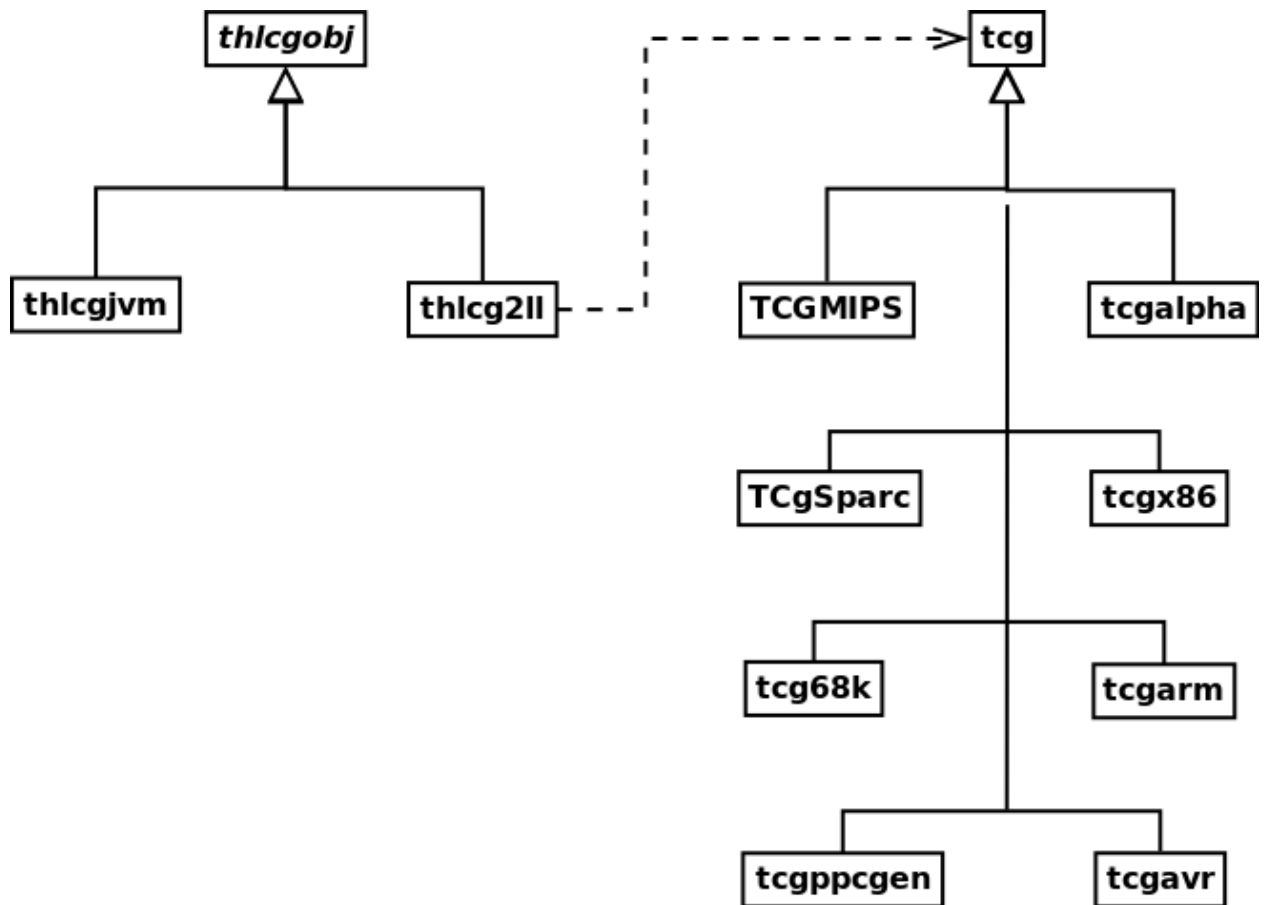 thlcgobj
tcg
thlcgjvm
thlcg2ll
TCGMIPS
tcgalpha
TCgSparc
tcgx86
tcg68k
tcgarm
tcgppcgen
tcgavr